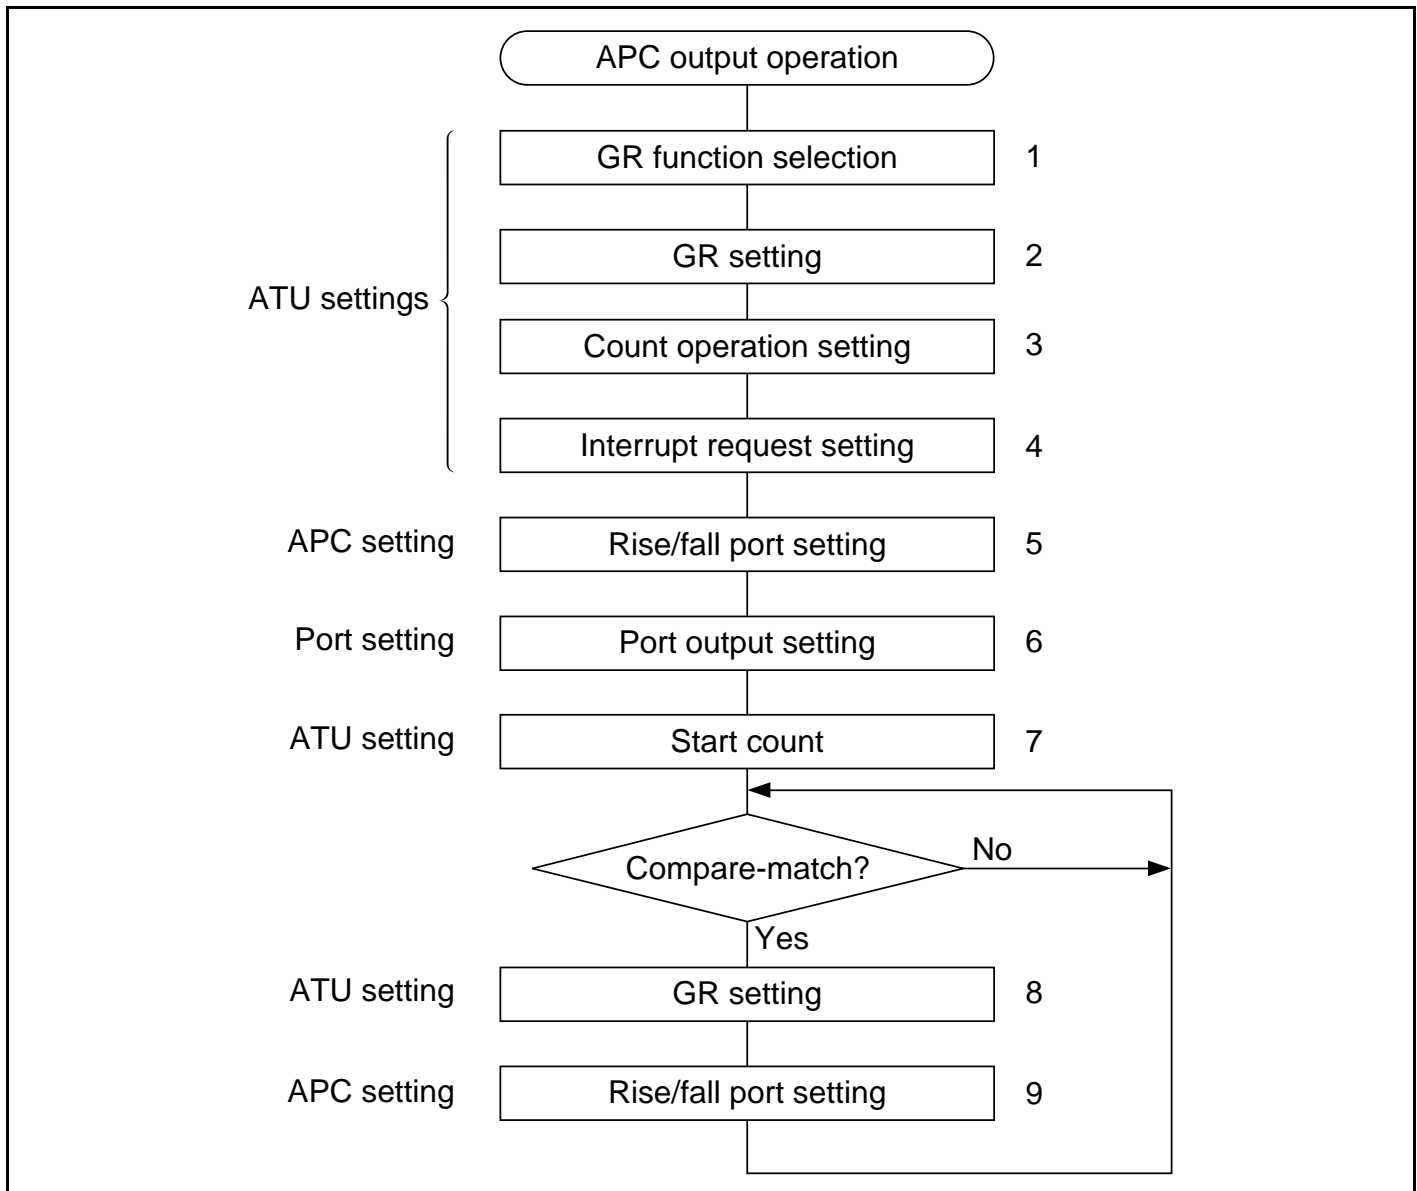 APC output operation
GR function selection 1
GR setting 2
ATU settings
Count operation setting 3
Interrupt request setting 4
APC setting Rise/fall port setting 5
Port setting Port output setting 6
ATU setting Start count 7
Compare-match? No
Yes
ATU setting GR setting 8
APC setting Rise/fall port setting 9